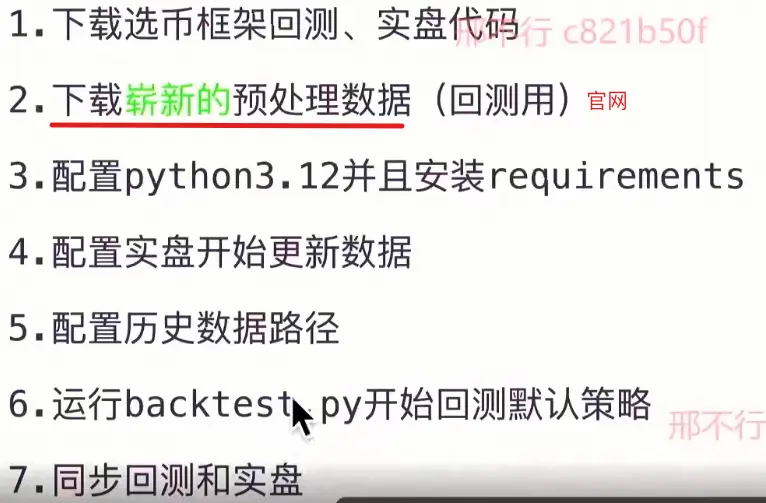 1.下载选币框架回测、实盘代码
邢不行 c821b50f
2.下载崭新的预处理数据（回测用）官网
3.配置python3.12并且安装requirements
4.配置实盘开始更新数据
5.配置历史数据路径
6.运行backtest.py开始回测默认策略
邢不行
7.同步回测和实盘